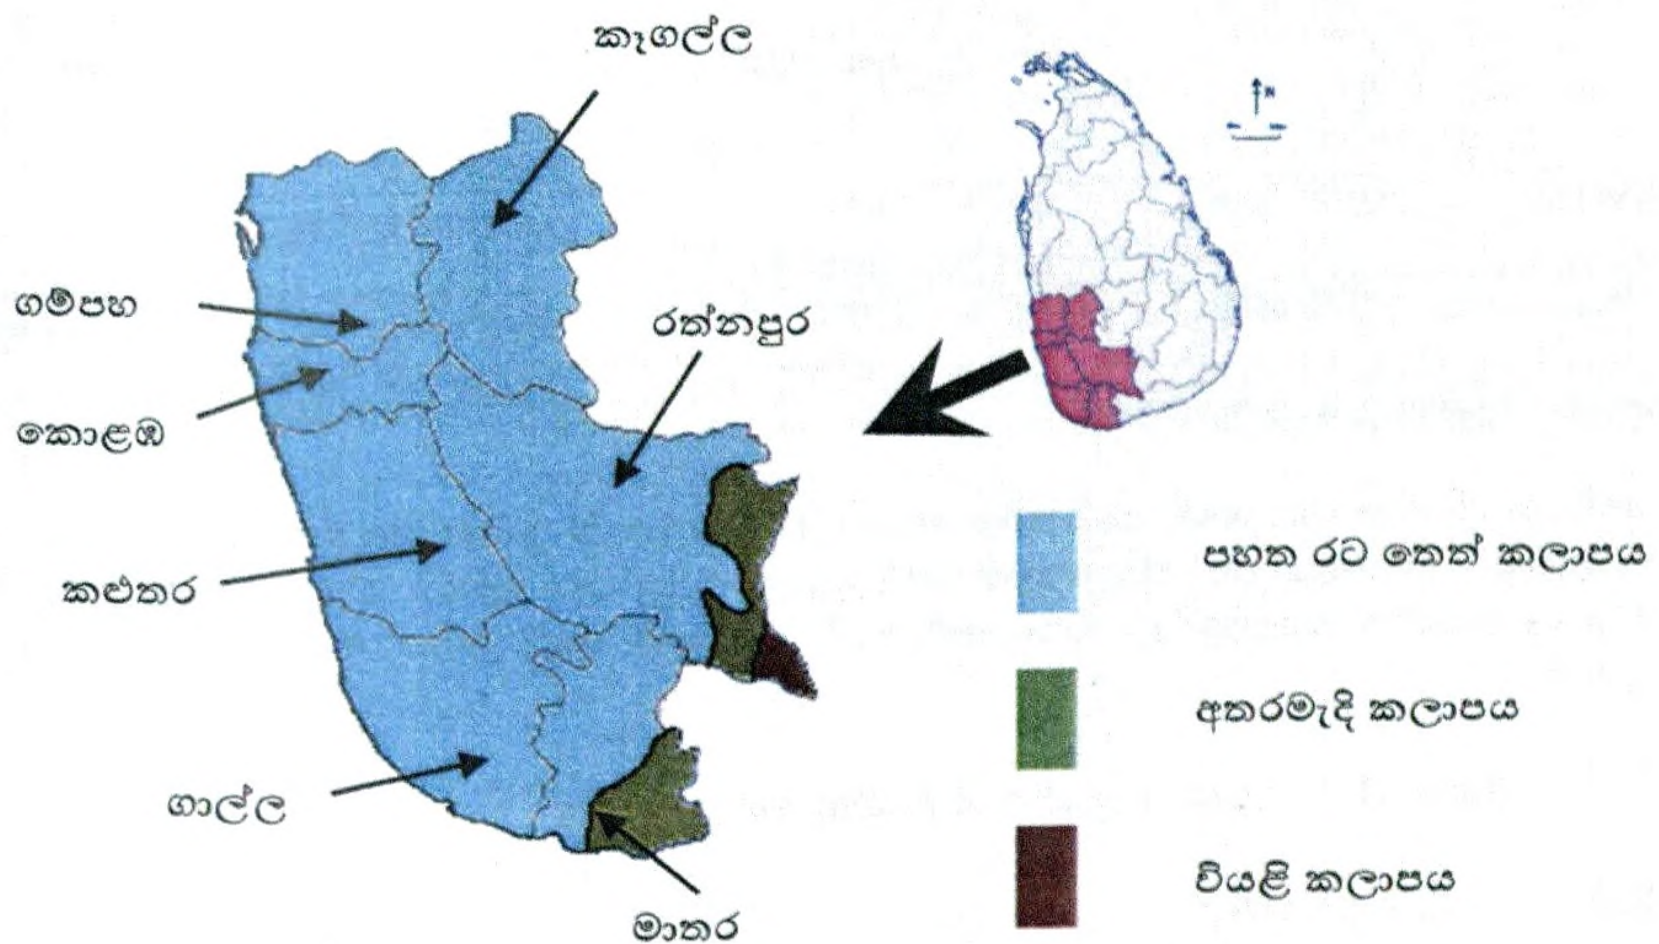 කෑගල්ල
N
ගම්පහ
රත්නපුර
කොළඹ
පහත රට තෙත් කලාපය
කළුතර
අතරමැදි කලාපය
ගාල්ල
වියළි කලාපය
මාතර